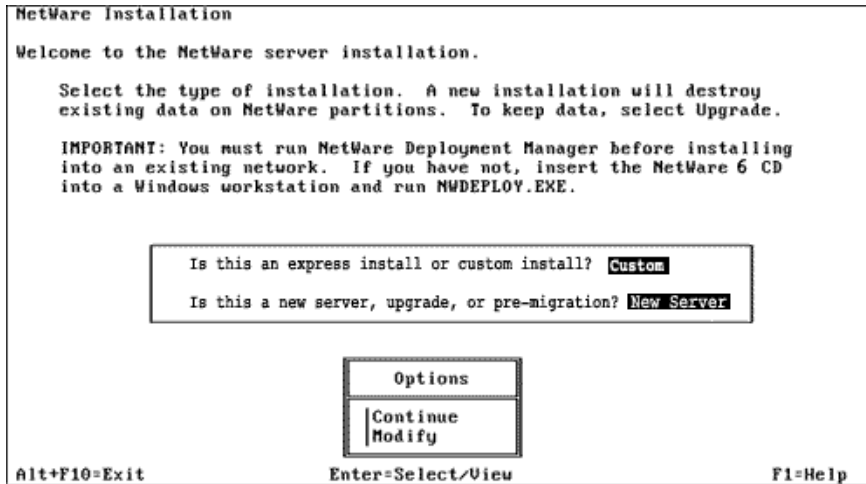 NetWare Installation
Welcome to the NetWare server installation.
Select the type of installation. A new installation will destroy
existing data on NetWare partitions. To keep data, select Upgrade.
IMPORTANT: You must run NetWare Deployment Manager before installing
into an existing network. If you have not, insert the NetWare 6 CD
into a Windows workstation and run NWDEPLOY.EXE.
Is this an express install or custom install? Custom
Is this a new server, upgrade, or pre-migration? New Server
Options
Continue
Modify
Alt+F10=Exit Enter=Select/View F1=Help